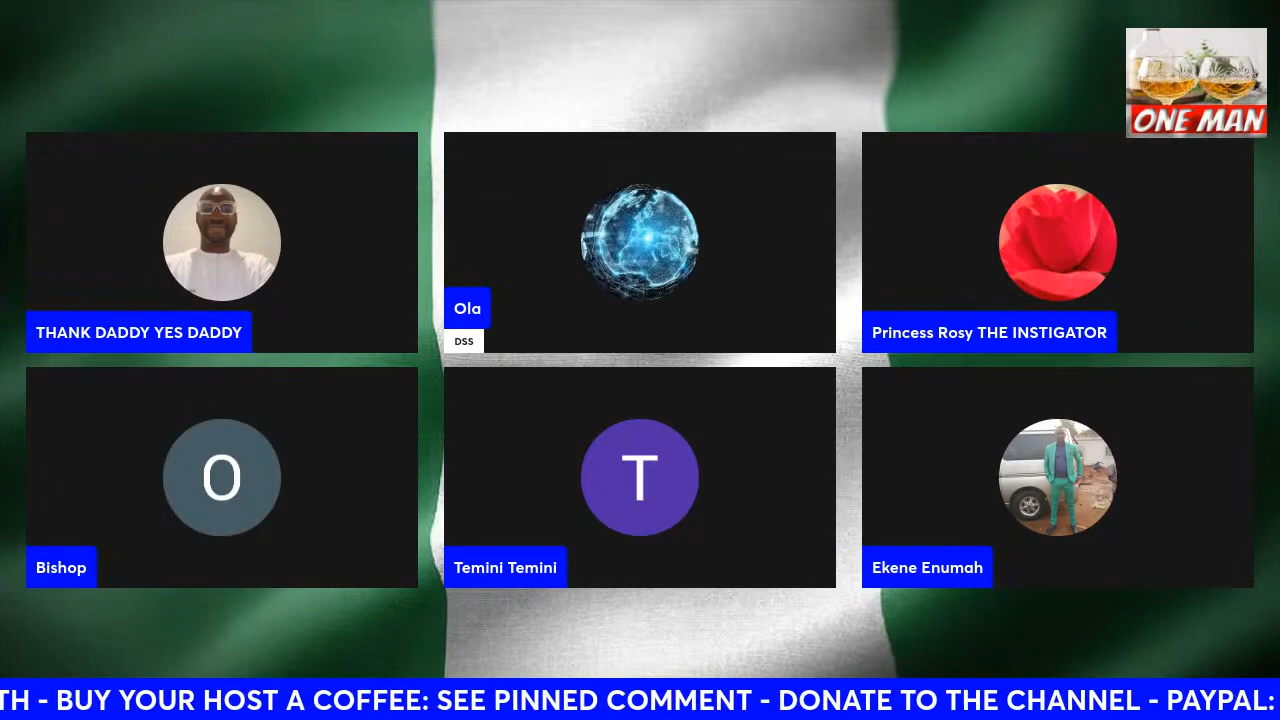 ONE MAN
THANK DADDY YES DADDY
Ola
DSS
Princess Rosy THE INSTIGATOR
O
Bishop
T
Temini Temini
Ekene Enumah
TH - BUY YOUR HOST A COFFEE: SEE PINNED COMMENT - DONATE TO THE CHANNEL - PAYPAL: